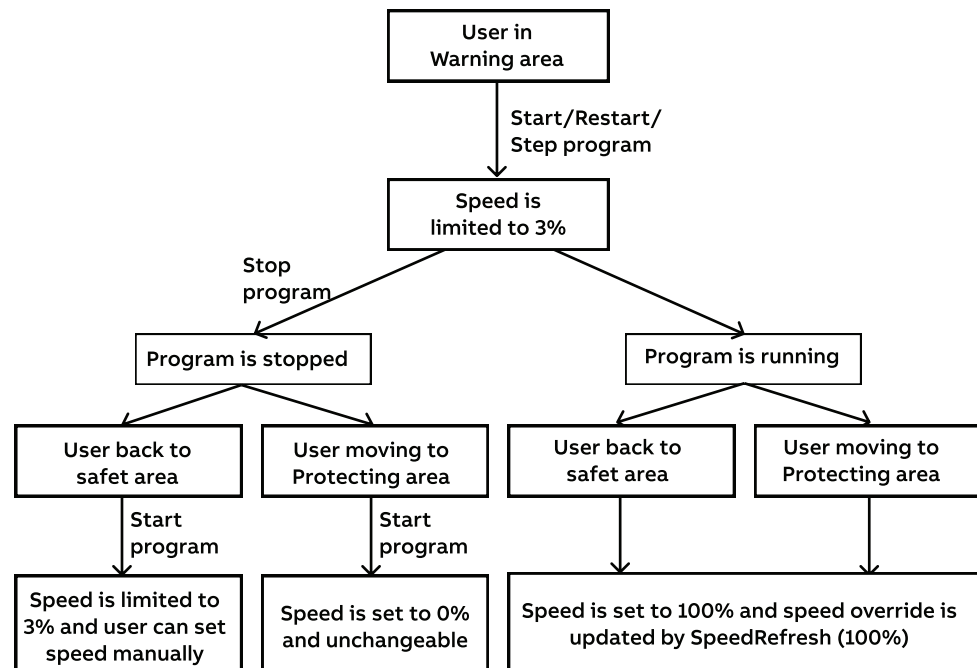 User in
Warning area
Start/Restart/
Step program
Speed is
limited to 3%
Stop
program
Program is stopped
Program is running
User back to
safet area
User moving to
Protecting area
User back to
safet area
User moving to
Protecting area
Start
program
Start
program
Speed is limited to
3% and user can set
speed manually
Speed is set to 0%
and unchangeable
Speed is set to 100% and speed override is
updated by SpeedRefresh (100%)